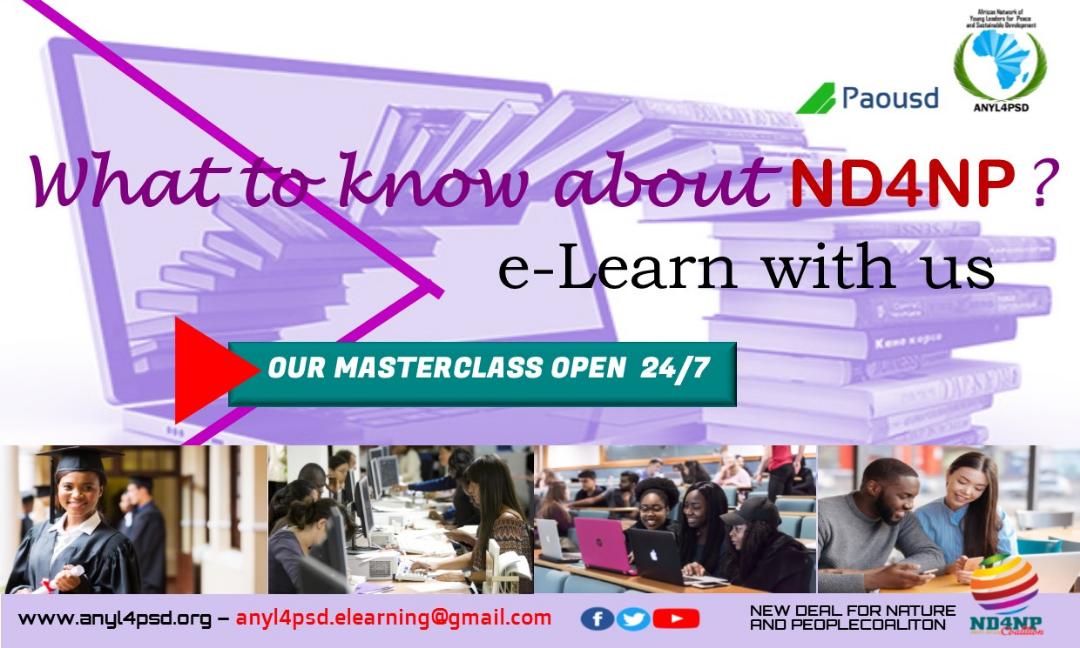 African Network of
Young Leaders for Peace
and Sustainable Development
ANYL4PSD
Paousd
What to know about ND4NP ?
e-Learn with us
Кене корсе
OUR MASTERCLASS OPEN 24/7
www.anyl4psd.org – anyl4psd.elearning@gmail.com
NEW DEAL FOR NATURE
AND PEOPLECOALITON
ND4NP
Coalition